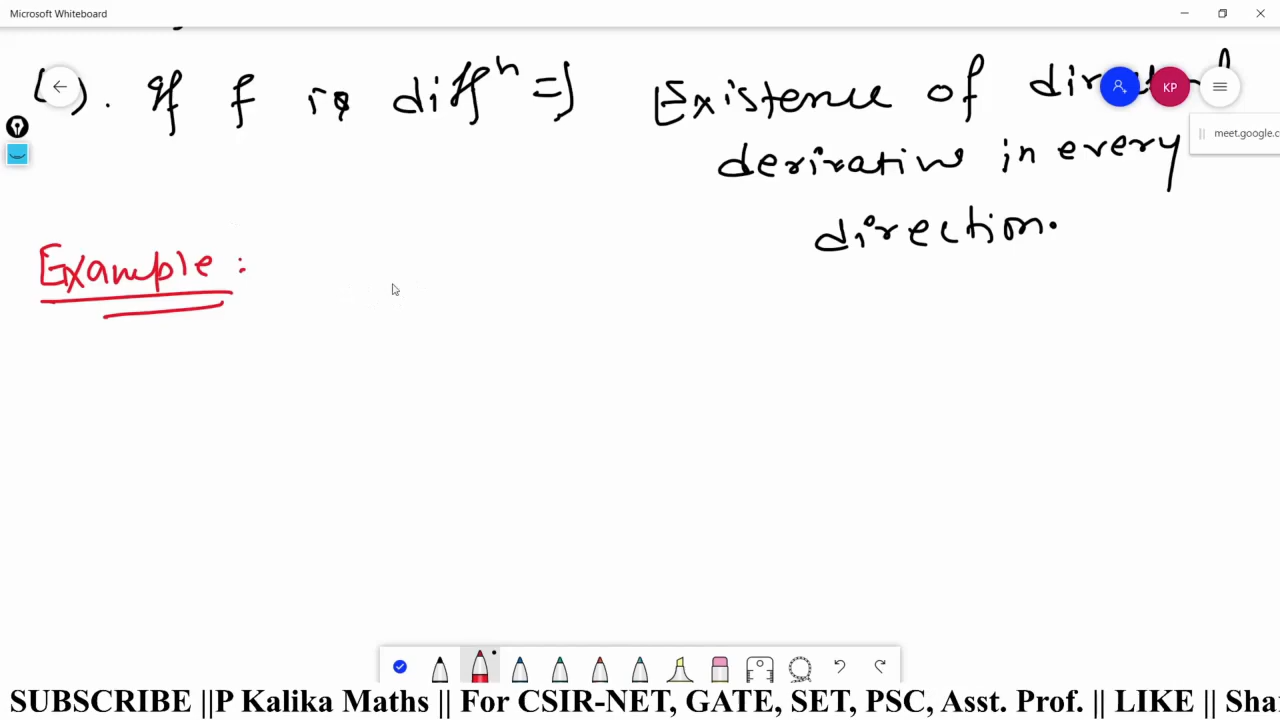 Microsoft Whiteboard
). If f is diffⁿ => Existence of
derivative in every
direction.
KP
meet.google.c
Example :
SUBSCRIBE ||P Kalika Maths || For CSIR-NET, GATE, SET, PSC, Asst. Prof. || LIKE || Sha